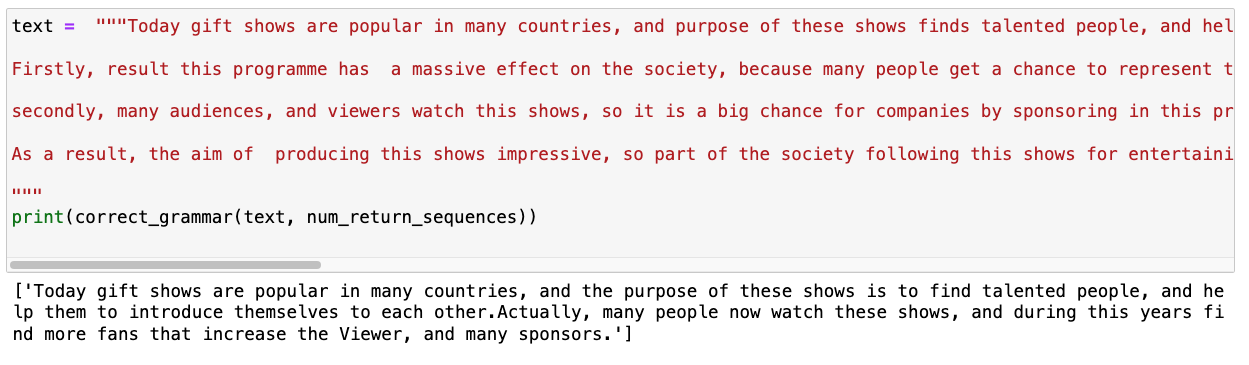 text =  """Today gift shows are popular in many countries, and purpose of these shows finds talented people, and hel
Firstly, result this programme has  a massive effect on the society, because many people get a chance to represent t
secondly, many audiences, and viewers watch this shows, so it is a big chance for companies by sponsoring in this pr
As a result, the aim of  producing this shows impressive, so part of the society following this shows for entertaini
"""
print(correct_grammar(text, num_return_sequences))
['Today gift shows are popular in many countries, and the purpose of these shows is to find talented people, and he
lp them to introduce themselves to each other.Actually, many people now watch these shows, and during this years fi
nd more fans that increase the Viewer, and many sponsors.']